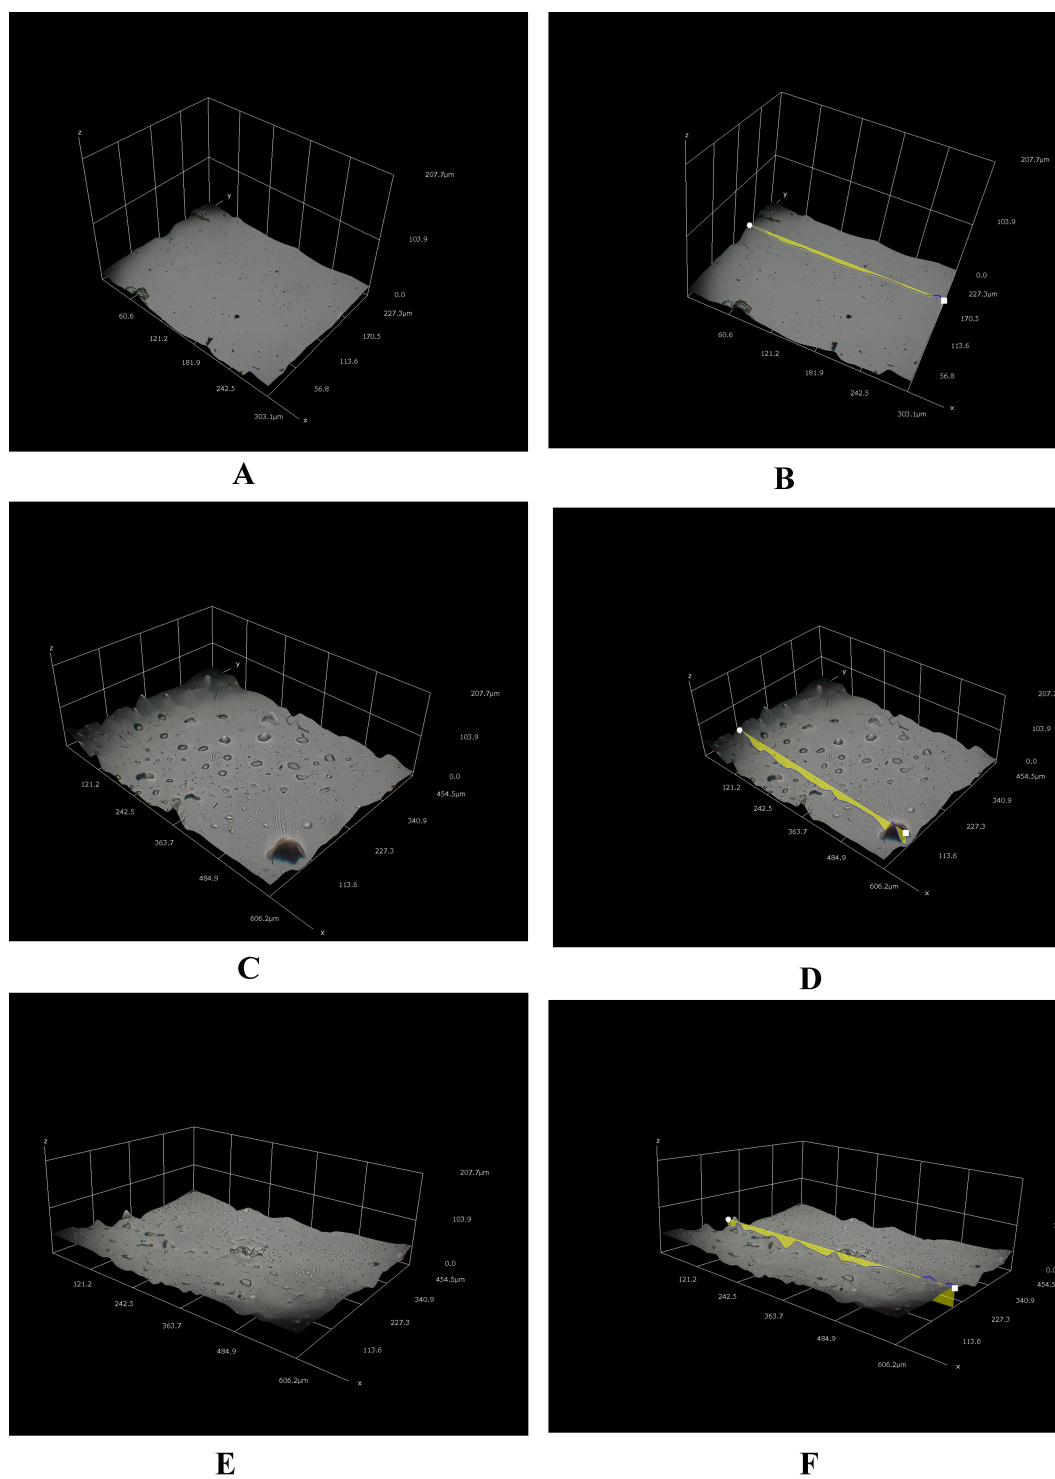 z
y
207.7µm
103.9
0.0
227.3µm
170.5
113.6
56.8
60.6
121.2
181.9
242.5
303.1µm
x
A
z
y
207.7µm
103.9
0.0
227.3µm
170.5
113.6
56.8
60.6
121.2
181.9
242.5
303.1µm
x
B
z
y
207.7µm
103.9
0.0
454.5µm
340.9
227.3
113.6
121.2
242.5
363.7
484.9
606.2µm
x
C
z
y
207.7
103.9
0.0
454.5µm
340.9
227.3
113.6
121.2
242.5
363.7
484.9
606.2µm
x
D
z
207.7µm
103.9
0.0
454.5µm
340.9
227.3
113.6
121.2
242.5
363.7
484.9
606.2µm
x
E
z
0.0
454.5
340.9
227.3
113.6
121.2
242.5
363.7
484.9
606.2µm
x
F